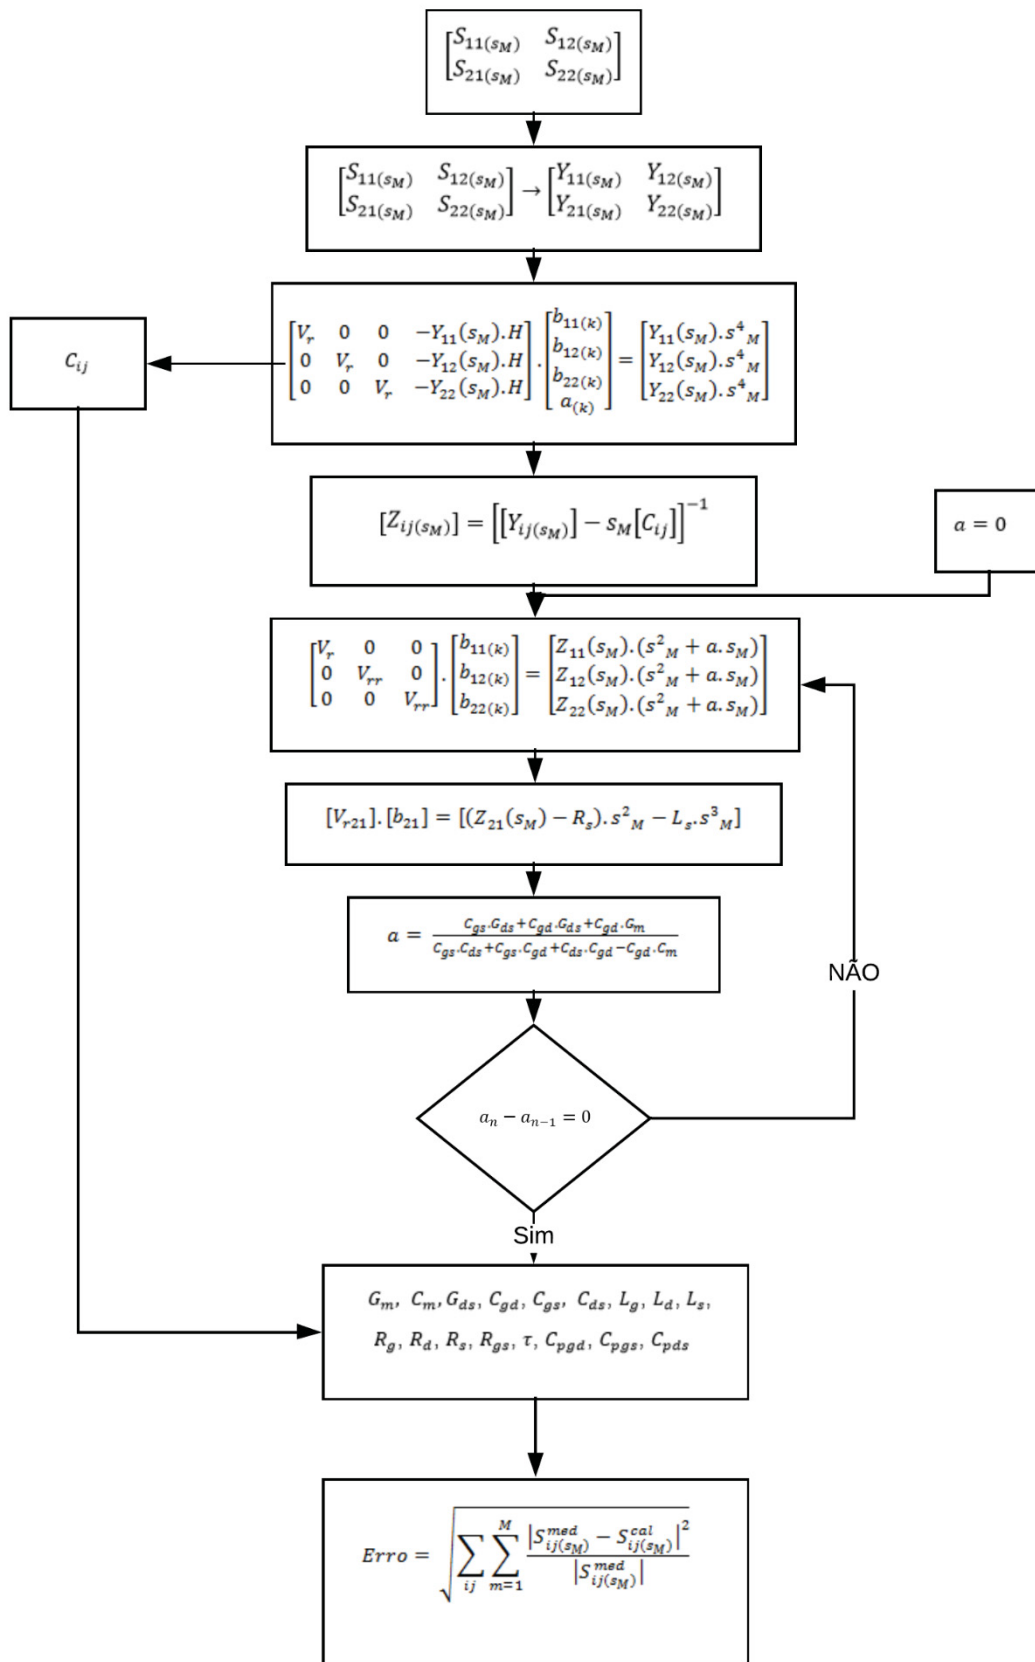 [S11(sM) S12(sM)]
[S21(sM) S22(sM)]
[S11(sM) S12(sM)] → [Y11(sM) Y12(sM)]
[S21(sM) S22(sM)] [Y21(sM) Y22(sM)]
[Vr 0 0 −Y11(sM).H] [b11(k)] [Y11(sM).s⁴M]
[0 Vr 0 −Y12(sM).H] . [b12(k)] = [Y12(sM).s⁴M]
[0 0 Vr −Y22(sM).H] [b22(k)] [Y22(sM).s⁴M]
[a(k)]
Cij
[Zij(sM)] = [[Yij(sM)] − sM[Cij]]⁻¹
a = 0
[Vr 0 0] [b11(k)] [Z11(sM).(s²M + a.sM)]
[0 Vrr 0] . [b12(k)] = [Z12(sM).(s²M + a.sM)]
[0 0 Vrr] [b22(k)] [Z22(sM).(s²M + a.sM)]
[Vr21].[b21] = [(Z21(sM) − Rs).s²M − Ls.s³M]
a = (Cgs.Gds+Cgd.Gds+Cgd.Gm)/(Cgs.Cds+Cgs.Cgd+Cds.Cgd−Cgd.Cm)
NÃO
an − an−1 = 0
Sim
Gm, Cm, Gds, Cgd, Cgs, Cds, Lg, Ld, Ls,
Rg, Rd, Rs, Rgs, τ, Cpgd, Cpgs, Cpds
Erro = √(∑ij ∑m=1^M |Sij(sM)^med − Sij(sM)^cal|² / |Sij(sM)^med|)